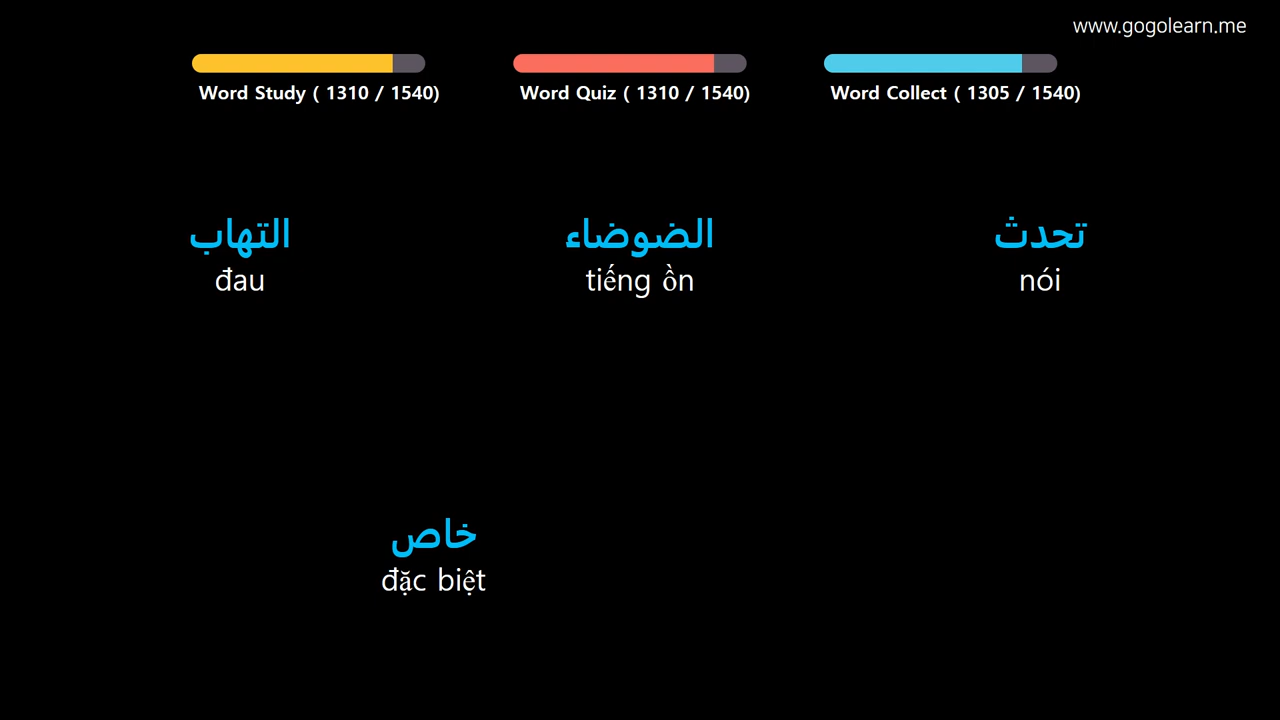 www.gogolearn.me
Word Study ( 1310 / 1540)
Word Quiz ( 1310 / 1540)
Word Collect ( 1305 / 1540)
التهاب
đau
الضوضاء
tiếng ồn
تحدث
nói
خاص
đặc biệt